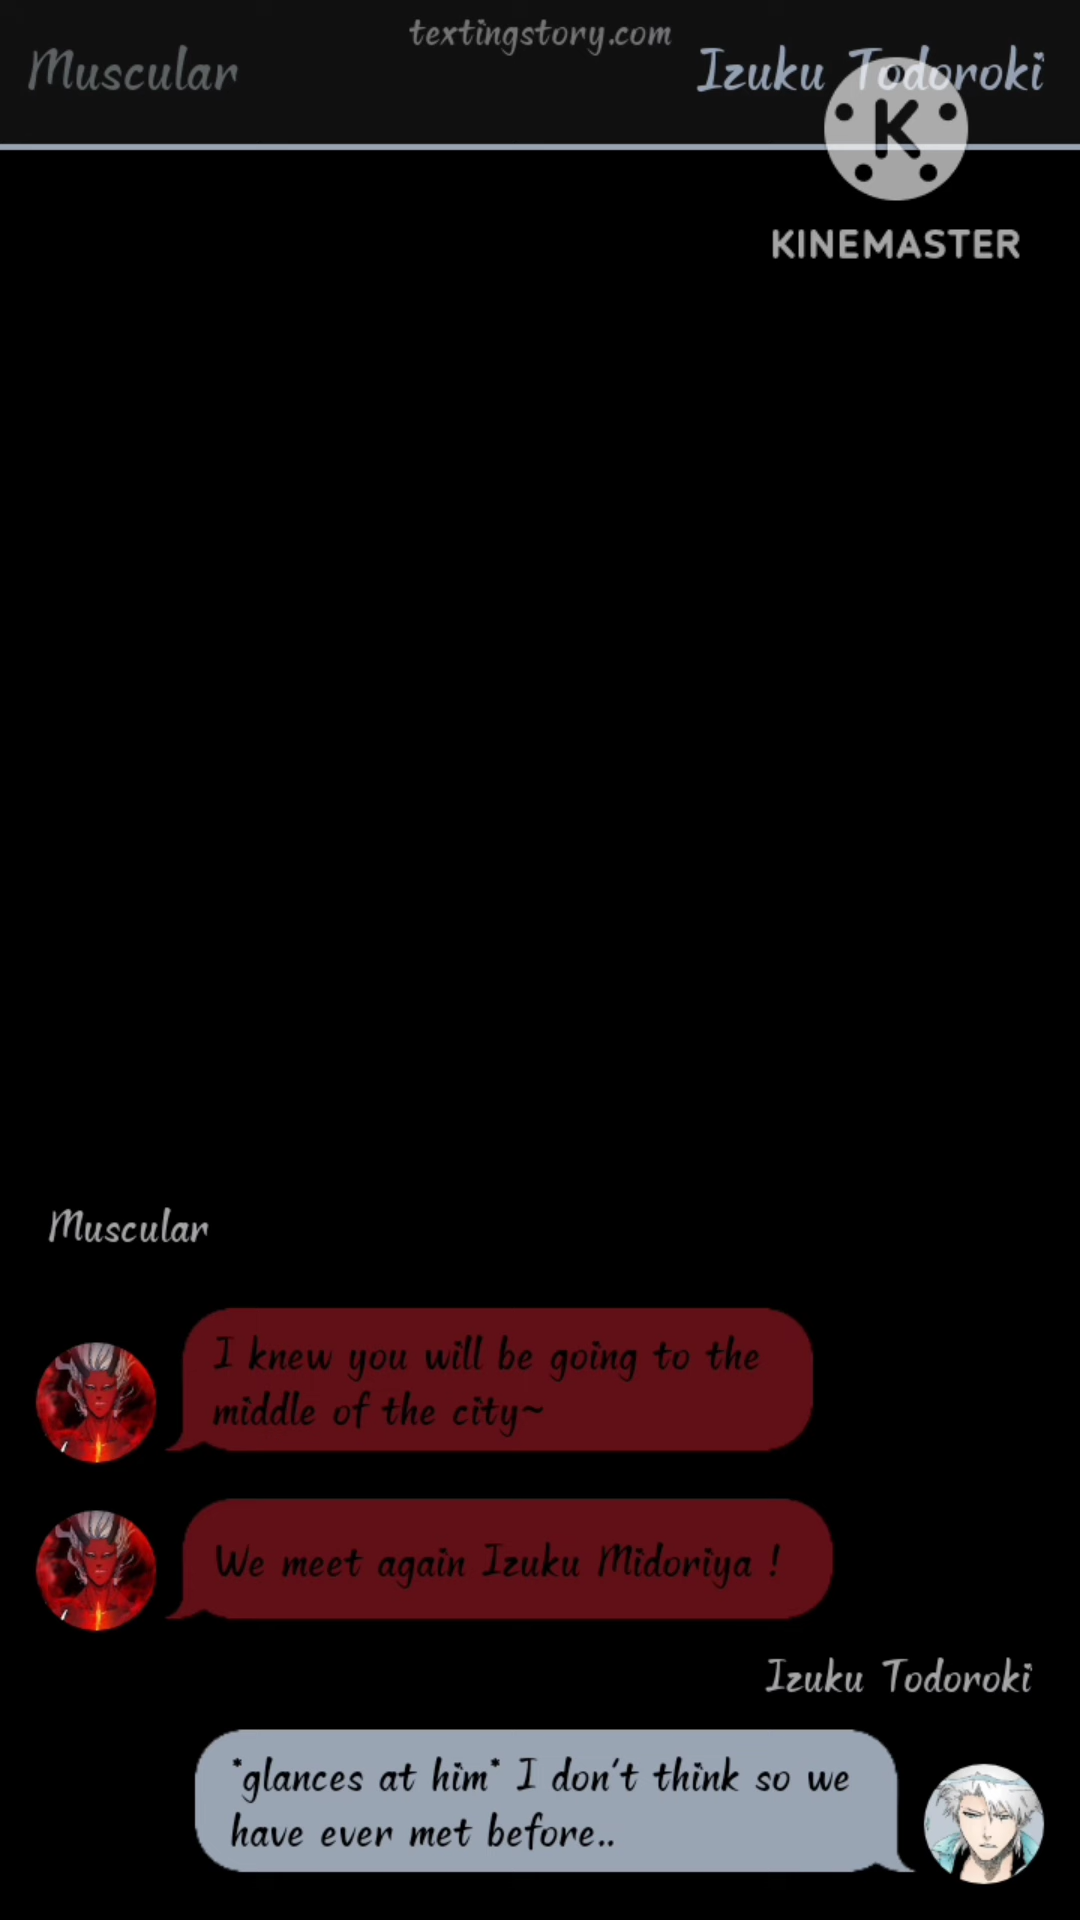 textingstory.com
Muscular
Izuku Todoroki
K
KINEMASTER
Muscular
I knew you will be going to the
middle of the city~
We meet again Izuku Midoriya !
Izuku Todoroki
*glances at him* I don't think so we
have ever met before..